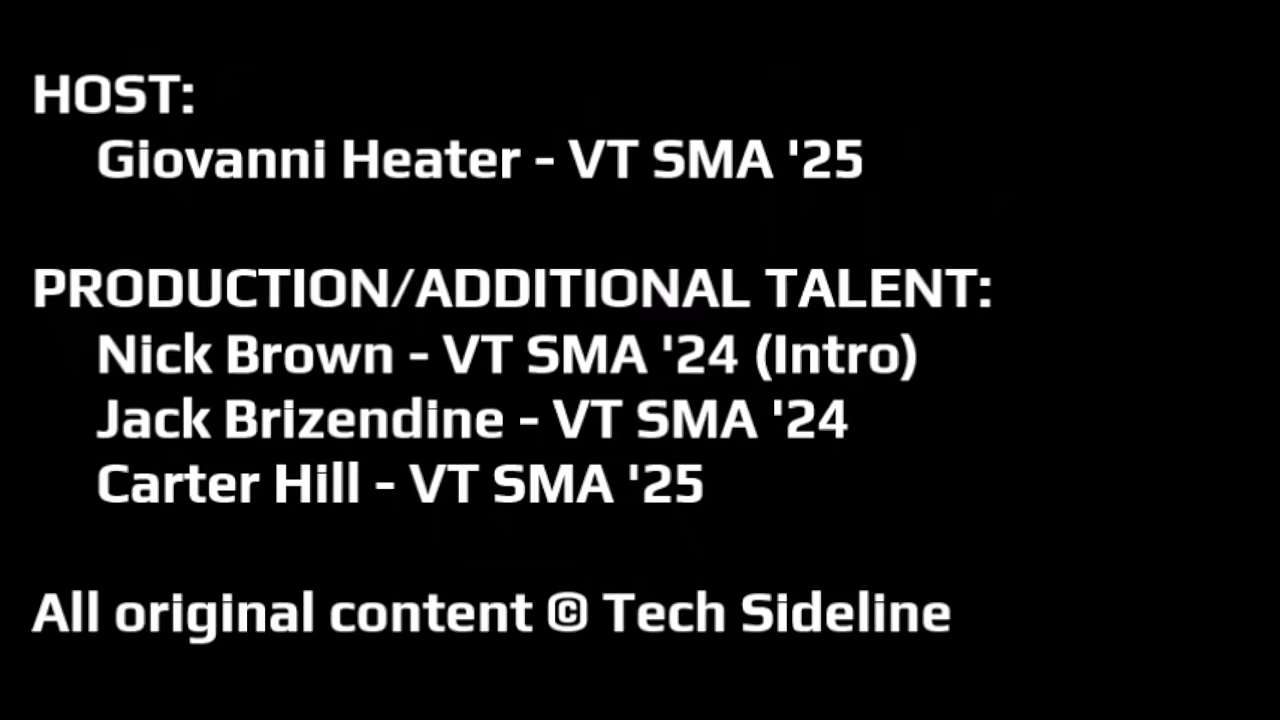 HOST:
Giovanni Heater - VT SMA '25
PRODUCTION/ADDITIONAL TALENT:
Nick Brown - VT SMA '24 (Intro)
Jack Brizendine - VT SMA '24
Carter Hill - VT SMA '25
All original content © Tech Sideline